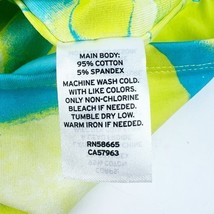 MAIN BODY:
95% COTTON
5% SPANDEX
MACHINE WASH COLD.
WITH LIKE COLORS.
ONLY NON-CHLORINE
BLEACH IF NEEDED.
TUMBLE DRY LOW.
WARM IRON IF NEEDED.
RN58665
CA57963